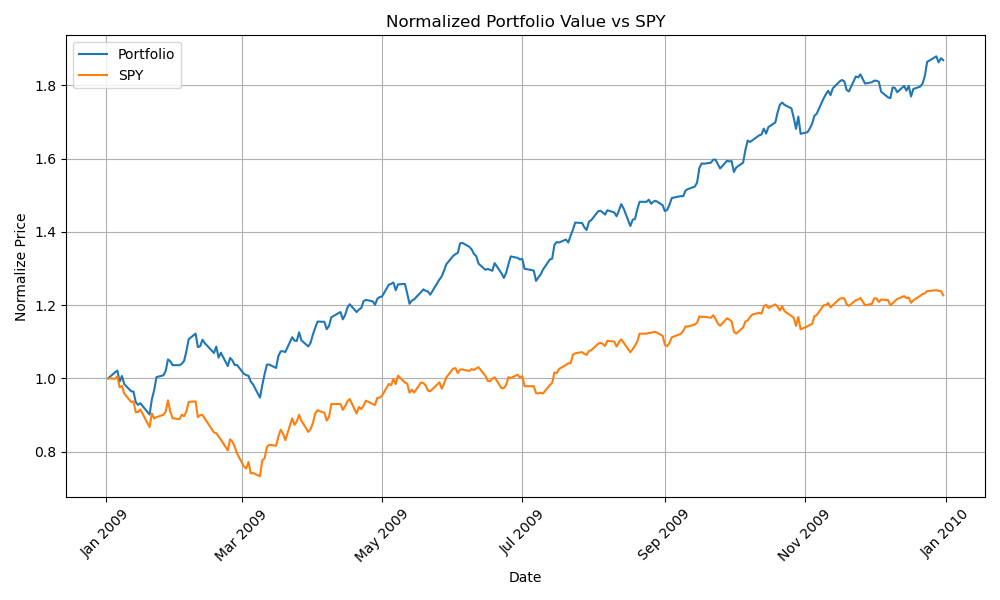 Normalized Portfolio Value vs SPY
Portfolio
SPY
Normalize Price
1.8
1.6
1.4
1.2
1.0
0.8
Jan 2009
Mar 2009
May 2009
Jul 2009
Sep 2009
Nov 2009
Jan 2010
Date